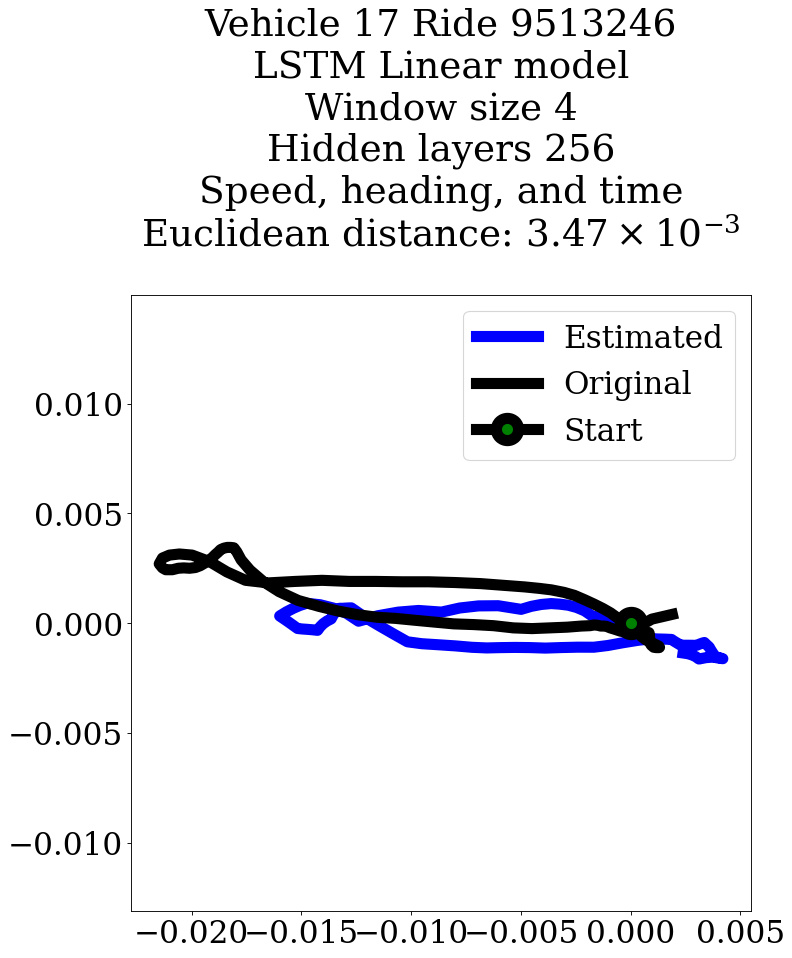 Vehicle 17 Ride 9513246
LSTM Linear model
Window size 4
Hidden layers 256
Speed, heading, and time
Euclidean distance: 3.47 × 10⁻³
Estimated
Original
Start
0.010
0.005
0.000
−0.005
−0.010
−0.020 −0.015 −0.010 −0.005 0.000 0.005